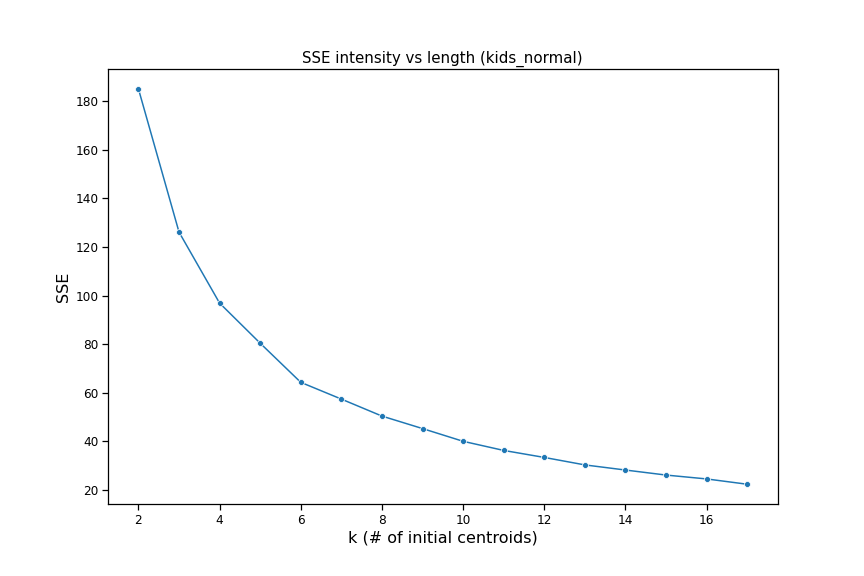 SSE intensity vs length (kids_normal)
180
160
140
120
100
80
60
40
20
SSE
2 4 6 8 10 12 14 16
k (# of initial centroids)